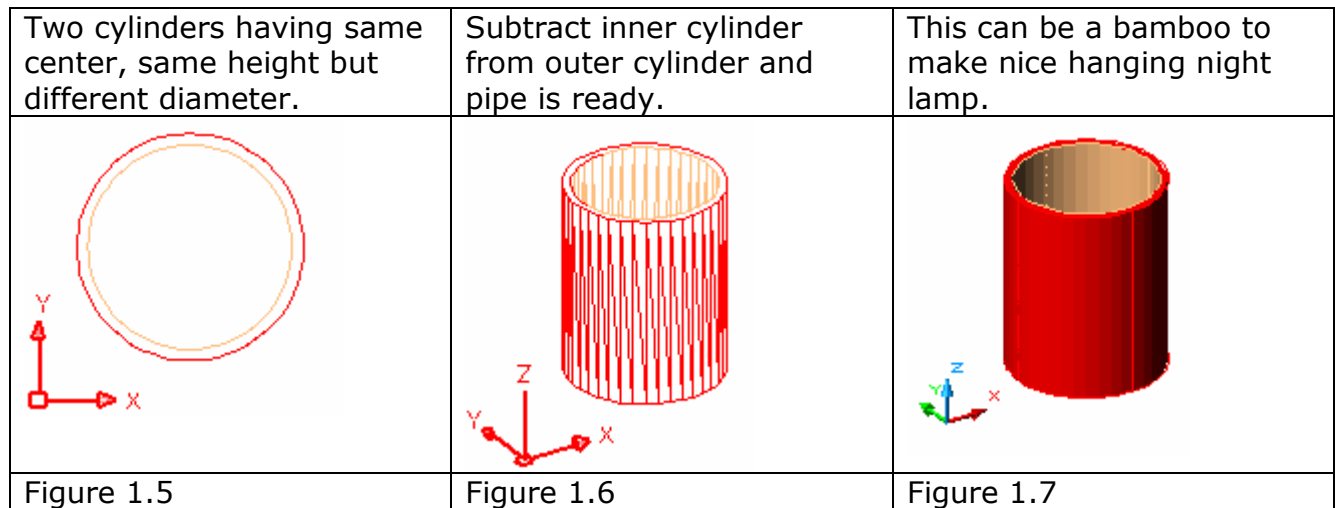 Two cylinders having same
center, same height but
different diameter.
Subtract inner cylinder
from outer cylinder and
pipe is ready.
This can be a bamboo to
make nice hanging night
lamp.
Y
X
Z
Y
X
Z
Y
X
Figure 1.5
Figure 1.6
Figure 1.7